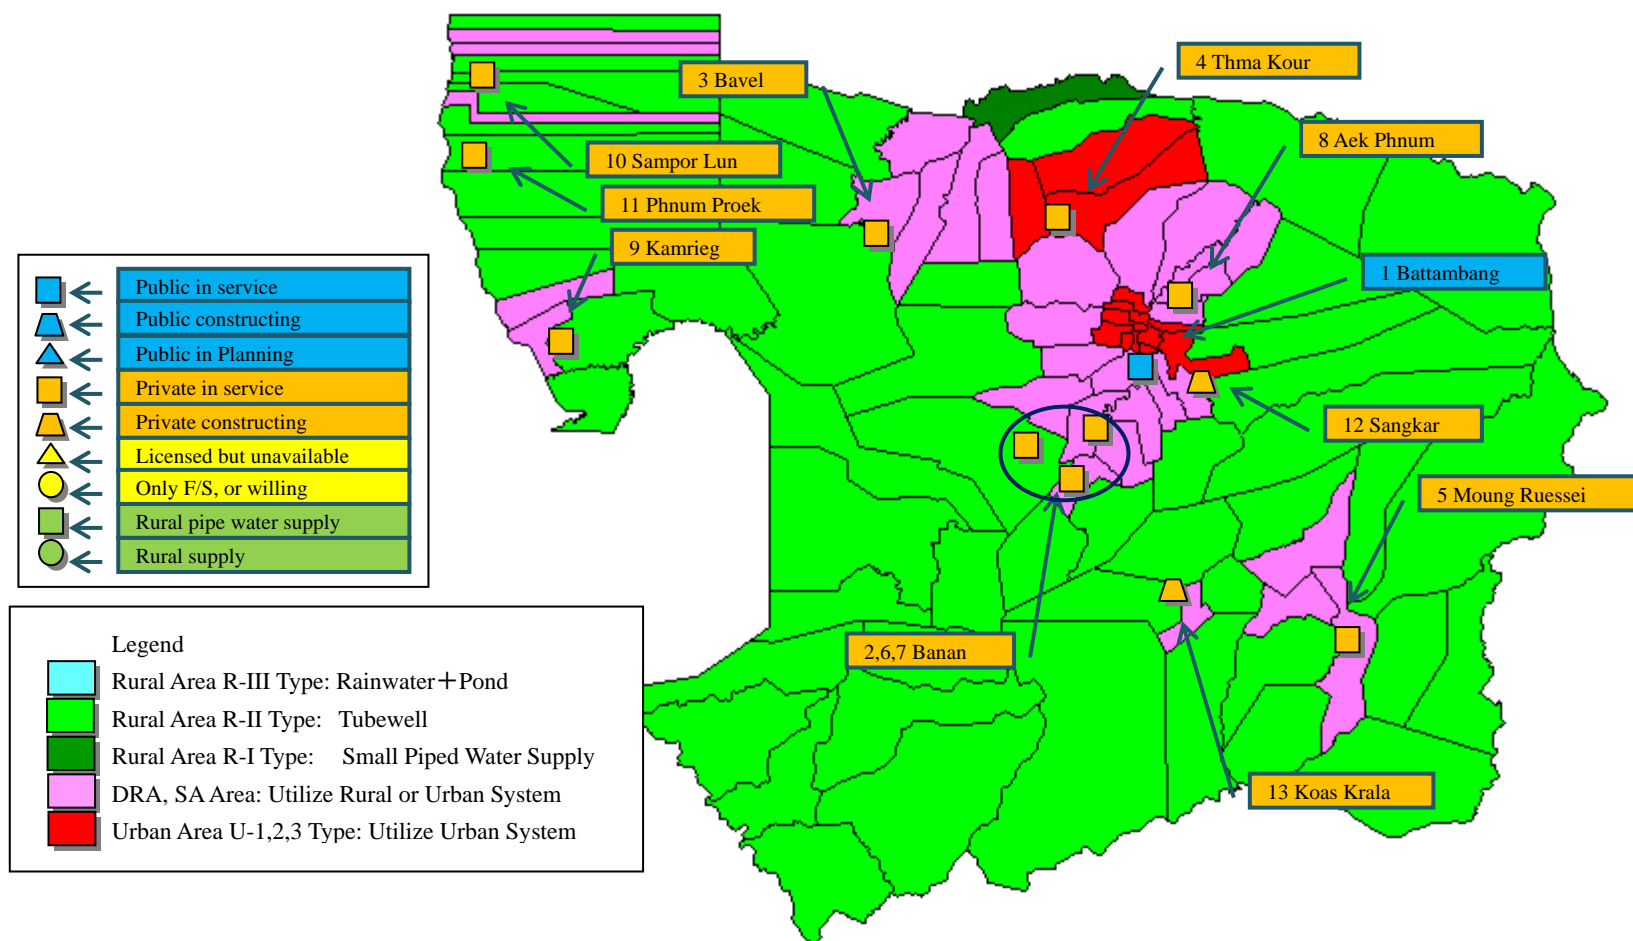 4 Thma Kour
3 Bavel
8 Aek Phnum
10 Sampor Lun
11 Phnum Proek
9 Kamrieg
1 Battambang
Public in service
Public constructing
Public in Planning
Private in service
Private constructing
Licensed but unavailable
Only F/S, or willing
Rural pipe water supply
Rural supply
12 Sangkar
5 Moung Ruessei
2,6,7 Banan
13 Koas Krala
Legend
Rural Area R-III Type: Rainwater+Pond
Rural Area R-II Type: Tubewell
Rural Area R-I Type: Small Piped Water Supply
DRA, SA Area: Utilize Rural or Urban System
Urban Area U-1,2,3 Type: Utilize Urban System